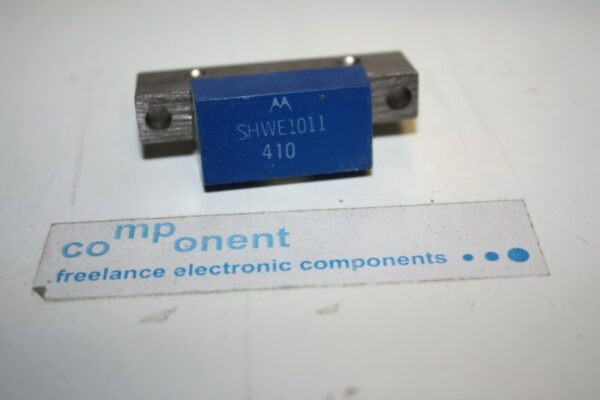 SHWE1011
410
component
freelance electronic components